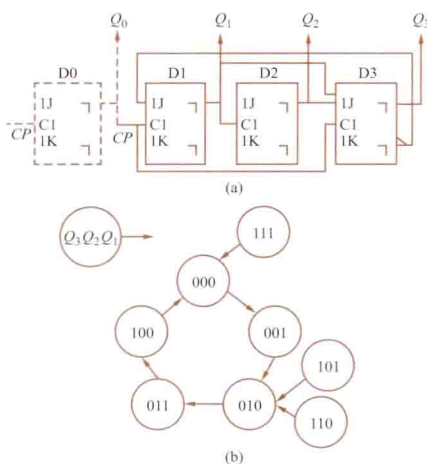 Q₀ Q₁ Q₂ Q₃
D0 D1 D2 D3
1J 1J 1J 1J
CP C1 CP C1 C1 C1
1K 1K 1K 1K
(a)
Q₃Q₂Q₁
111
000
100 001
101
011 010
110
(b)